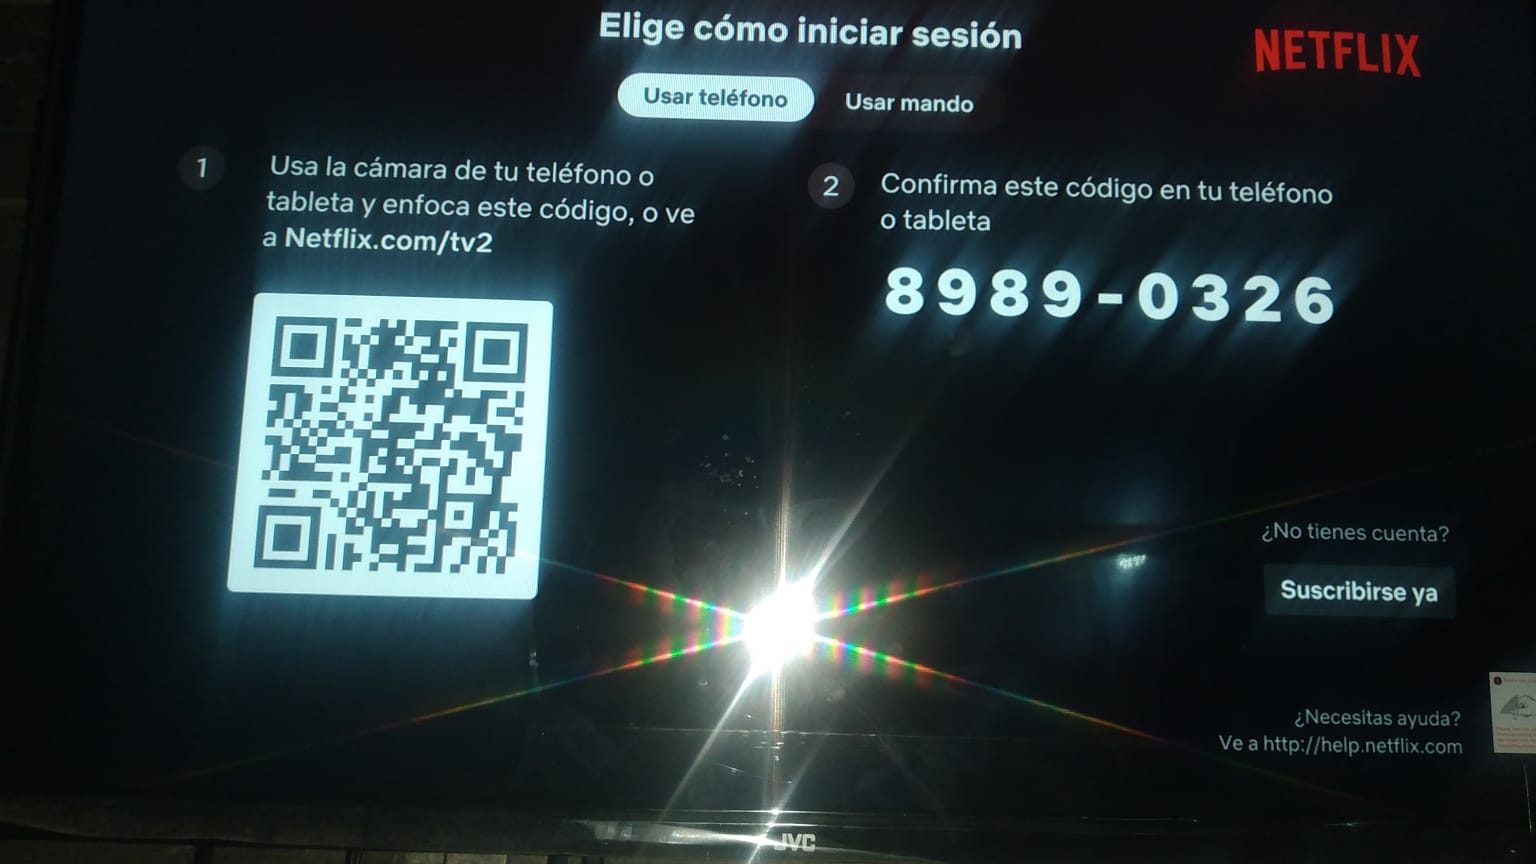 Elige cómo iniciar sesión
NETFLIX
Usar teléfono
Usar mando
1
Usa la cámara de tu teléfono o
tableta y enfoca este código, o ve
a Netflix.com/tv2
2
Confirma este código en tu teléfono
o tableta
8989-0326
¿No tienes cuenta?
Suscribirse ya
¿Necesitas ayuda?
Ve a http://help.netflix.com
JVC